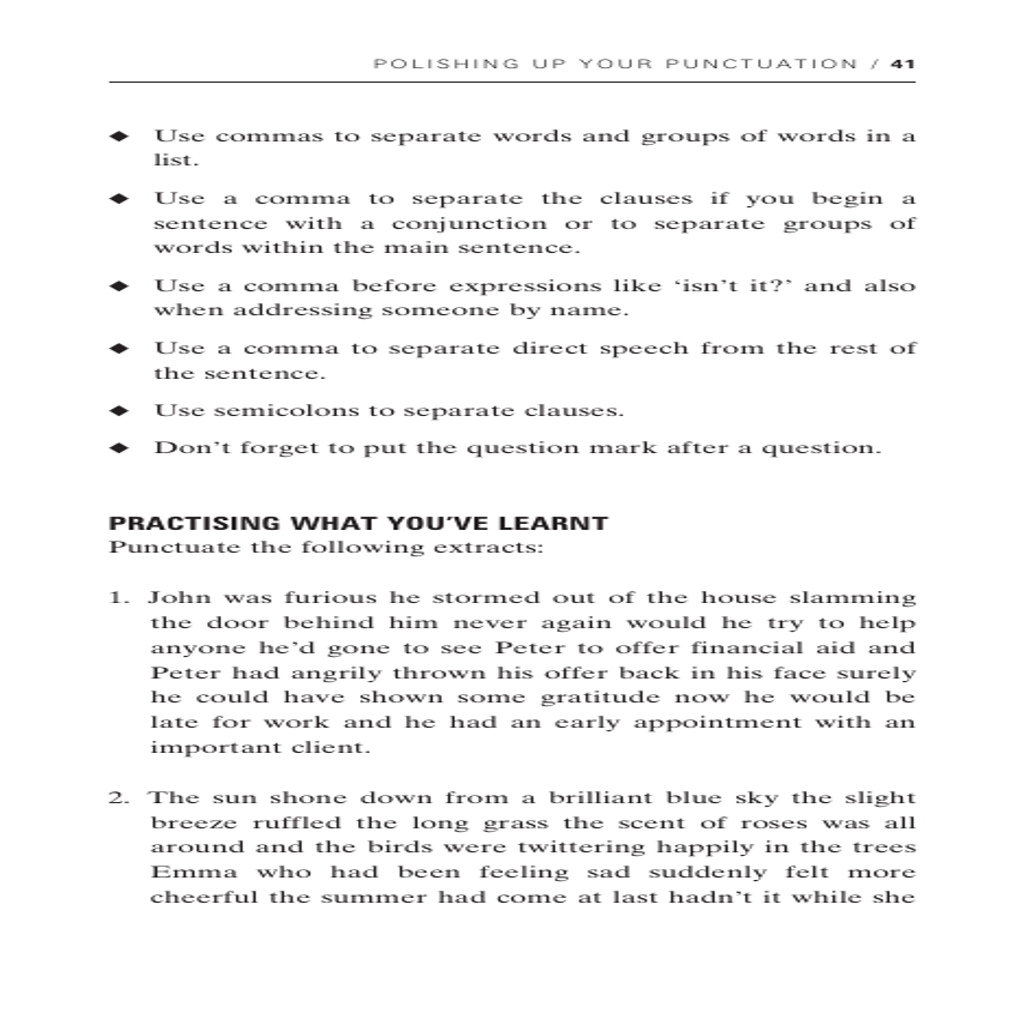 POLISHING UP YOUR PUNCTUATION / 41
◆ Use commas to separate words and groups of words in a
list.
◆ Use a comma to separate the clauses if you begin a
sentence with a conjunction or to separate groups of
words within the main sentence.
◆ Use a comma before expressions like ‘isn’t it?’ and also
when addressing someone by name.
◆ Use a comma to separate direct speech from the rest of
the sentence.
◆ Use semicolons to separate clauses.
◆ Don’t forget to put the question mark after a question.
PRACTISING WHAT YOU’VE LEARNT
Punctuate the following extracts:
1. John was furious he stormed out of the house slamming
the door behind him never again would he try to help
anyone he’d gone to see Peter to offer financial aid and
Peter had angrily thrown his offer back in his face surely
he could have shown some gratitude now he would be
late for work and he had an early appointment with an
important client.
2. The sun shone down from a brilliant blue sky the slight
breeze ruffled the long grass the scent of roses was all
around and the birds were twittering happily in the trees
Emma who had been feeling sad suddenly felt more
cheerful the summer had come at last hadn’t it while she